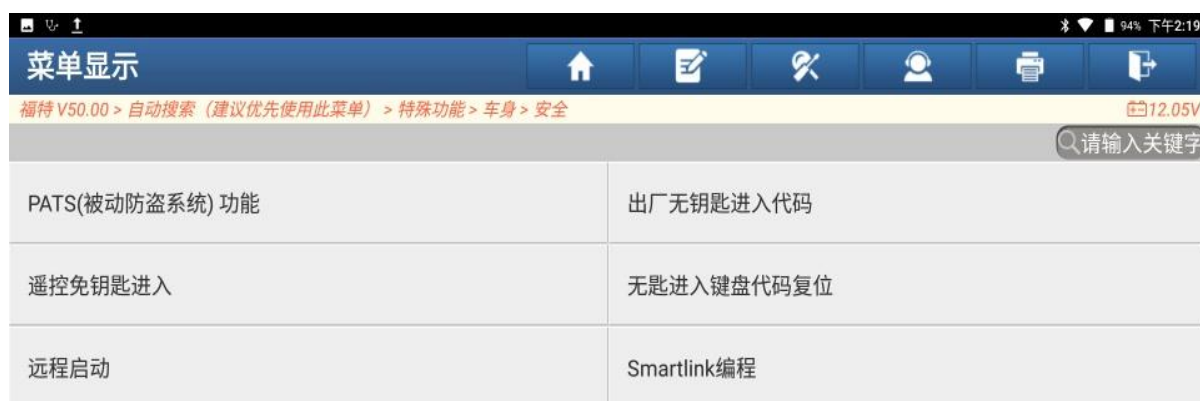 94% 下午2:19
菜单显示
福特 V50.00 > 自动搜索（建议优先使用此菜单） > 特殊功能 > 车身 > 安全 12.05V
请输入关键字
PATS(被动防盗系统) 功能 出厂无钥匙进入代码
遥控免钥匙进入 无匙进入键盘代码复位
远程启动 Smartlink编程